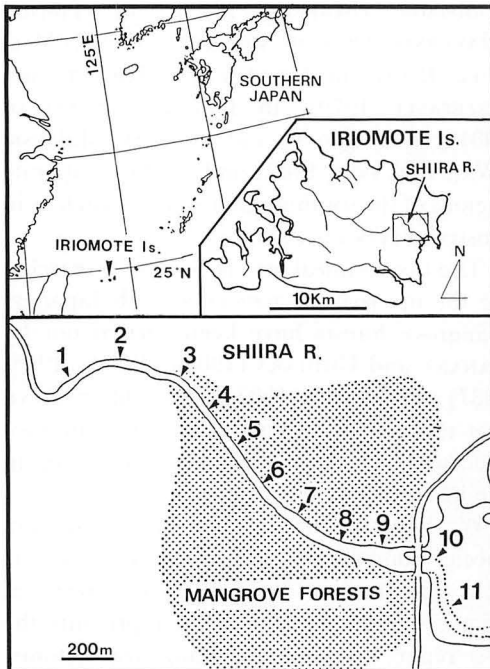 125°E
SOUTHERN
JAPAN
IRIOMOTE Is.
25°N
IRIOMOTE Is.
SHIIRA R.
N
10Km
SHIIRA R.
1
2
3
4
5
6
7
8
9
10
11
MANGROVE FORESTS
200m